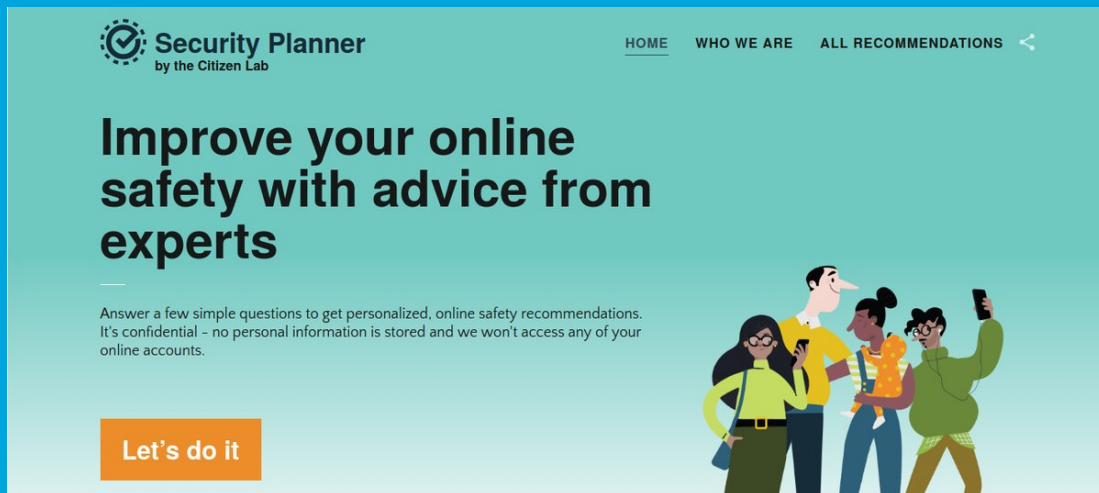 Security Planner
by the Citizen Lab
HOME WHO WE ARE ALL RECOMMENDATIONS
Improve your online
safety with advice from
experts
Answer a few simple questions to get personalized, online safety recommendations.
It's confidential - no personal information is stored and we won't access any of your
online accounts.
Let's do it